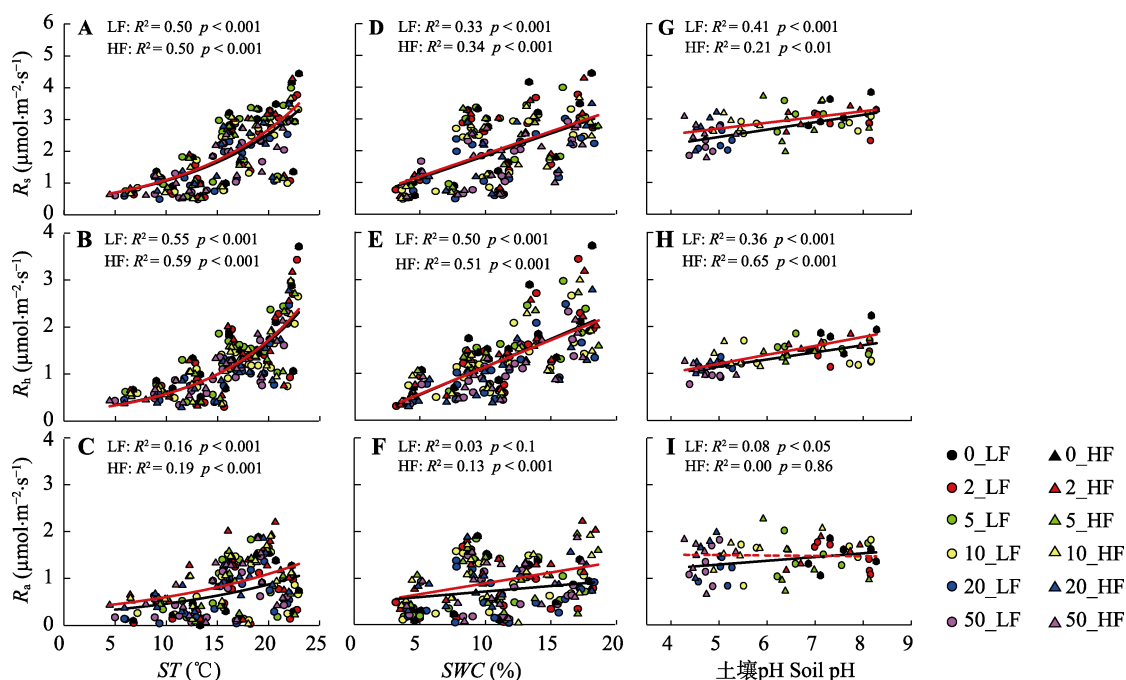 A LF: R² = 0.50 p < 0.001
HF: R² = 0.50 p < 0.001
D LF: R² = 0.33 p < 0.001
HF: R² = 0.34 p < 0.001
G LF: R² = 0.41 p < 0.001
HF: R² = 0.21 p < 0.01
Rs (μmol·m⁻²·s⁻¹)
6
5
4
3
2
1
0
B LF: R² = 0.55 p < 0.001
HF: R² = 0.59 p < 0.001
E LF: R² = 0.50 p < 0.001
HF: R² = 0.51 p < 0.001
H LF: R² = 0.36 p < 0.001
HF: R² = 0.65 p < 0.001
Rh (μmol·m⁻²·s⁻¹)
4
3
2
1
0
C LF: R² = 0.16 p < 0.001
HF: R² = 0.19 p < 0.001
F LF: R² = 0.03 p < 0.1
HF: R² = 0.13 p < 0.001
I LF: R² = 0.08 p < 0.05
HF: R² = 0.00 p = 0.86
Ra (μmol·m⁻²·s⁻¹)
4
3
2
1
0
0 5 10 15 20 25
ST (℃)
0 5 10 15 20
SWC (%)
3 4 5 6 7 8 9
土壤pH Soil pH
0_LF 0_HF
2_LF 2_HF
5_LF 5_HF
10_LF 10_HF
20_LF 20_HF
50_LF 50_HF